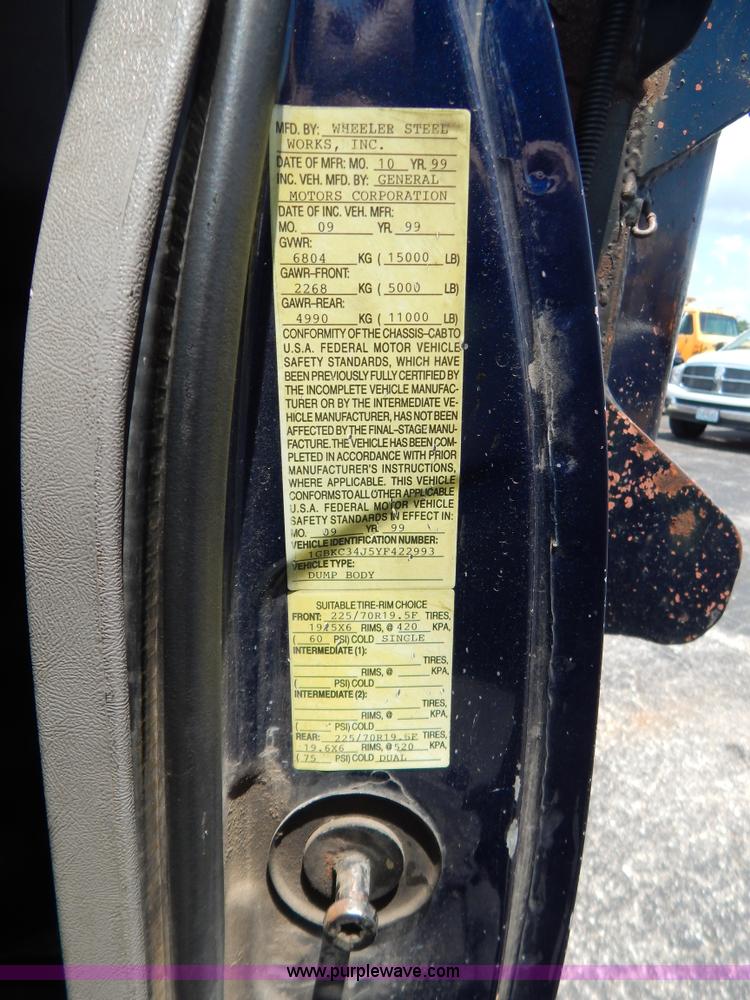 MFD. BY: WHEELER STEEL
WORKS, INC.
DATE OF MFR: MO. 10 YR. 99
INC. VEH. MFD. BY: GENERAL
MOTORS CORPORATION
DATE OF INC. VEH. MFR:
MO. 09 YR. 99
GVWR:
6804 KG ( 15000 LB)
GAWR-FRONT:
2268 KG ( 5000 LB)
GAWR-REAR:
4990 KG ( 11000 LB)
CONFORMITY OF THE CHASSIS-CAB TO
U.S.A. FEDERAL MOTOR VEHICLE
SAFETY STANDARDS, WHICH HAVE
BEEN PREVIOUSLY FULLY CERTIFIED BY
THE INCOMPLETE VEHICLE MANUFAC-
TURER OR BY THE INTERMEDIATE VE-
HICLE MANUFACTURER, HAS NOT BEEN
AFFECTED BY THE FINAL-STAGE MANU-
FACTURE. THE VEHICLE HAS BEEN COM-
PLETED IN ACCORDANCE WITH PRIOR
MANUFACTURER'S INSTRUCTIONS,
WHERE APPLICABLE. THIS VEHICLE
CONFORMS TO ALL OTHER APPLICABLE
U.S.A. FEDERAL MOTOR VEHICLE
SAFETY STANDARDS IN EFFECT IN:
MO. 09 YR. 99
VEHICLE IDENTIFICATION NUMBER:
1GBKC34J5YF422993
VEHICLE TYPE:
DUMP BODY
SUITABLE TIRE-RIM CHOICE
FRONT: 225/70R19.5F TIRES,
19.5X6 RIMS, @ 420 KPA,
( 60 PSI) COLD SINGLE
INTERMEDIATE (1):
TIRES,
RIMS, @ KPA,
( PSI) COLD
INTERMEDIATE (2):
TIRES,
RIMS, @ KPA,
( PSI) COLD
REAR: 225/70R19.5F TIRES,
19.6X6 RIMS, @ 520 KPA,
( 75 PSI) COLD DUAL
www.purplewave.com